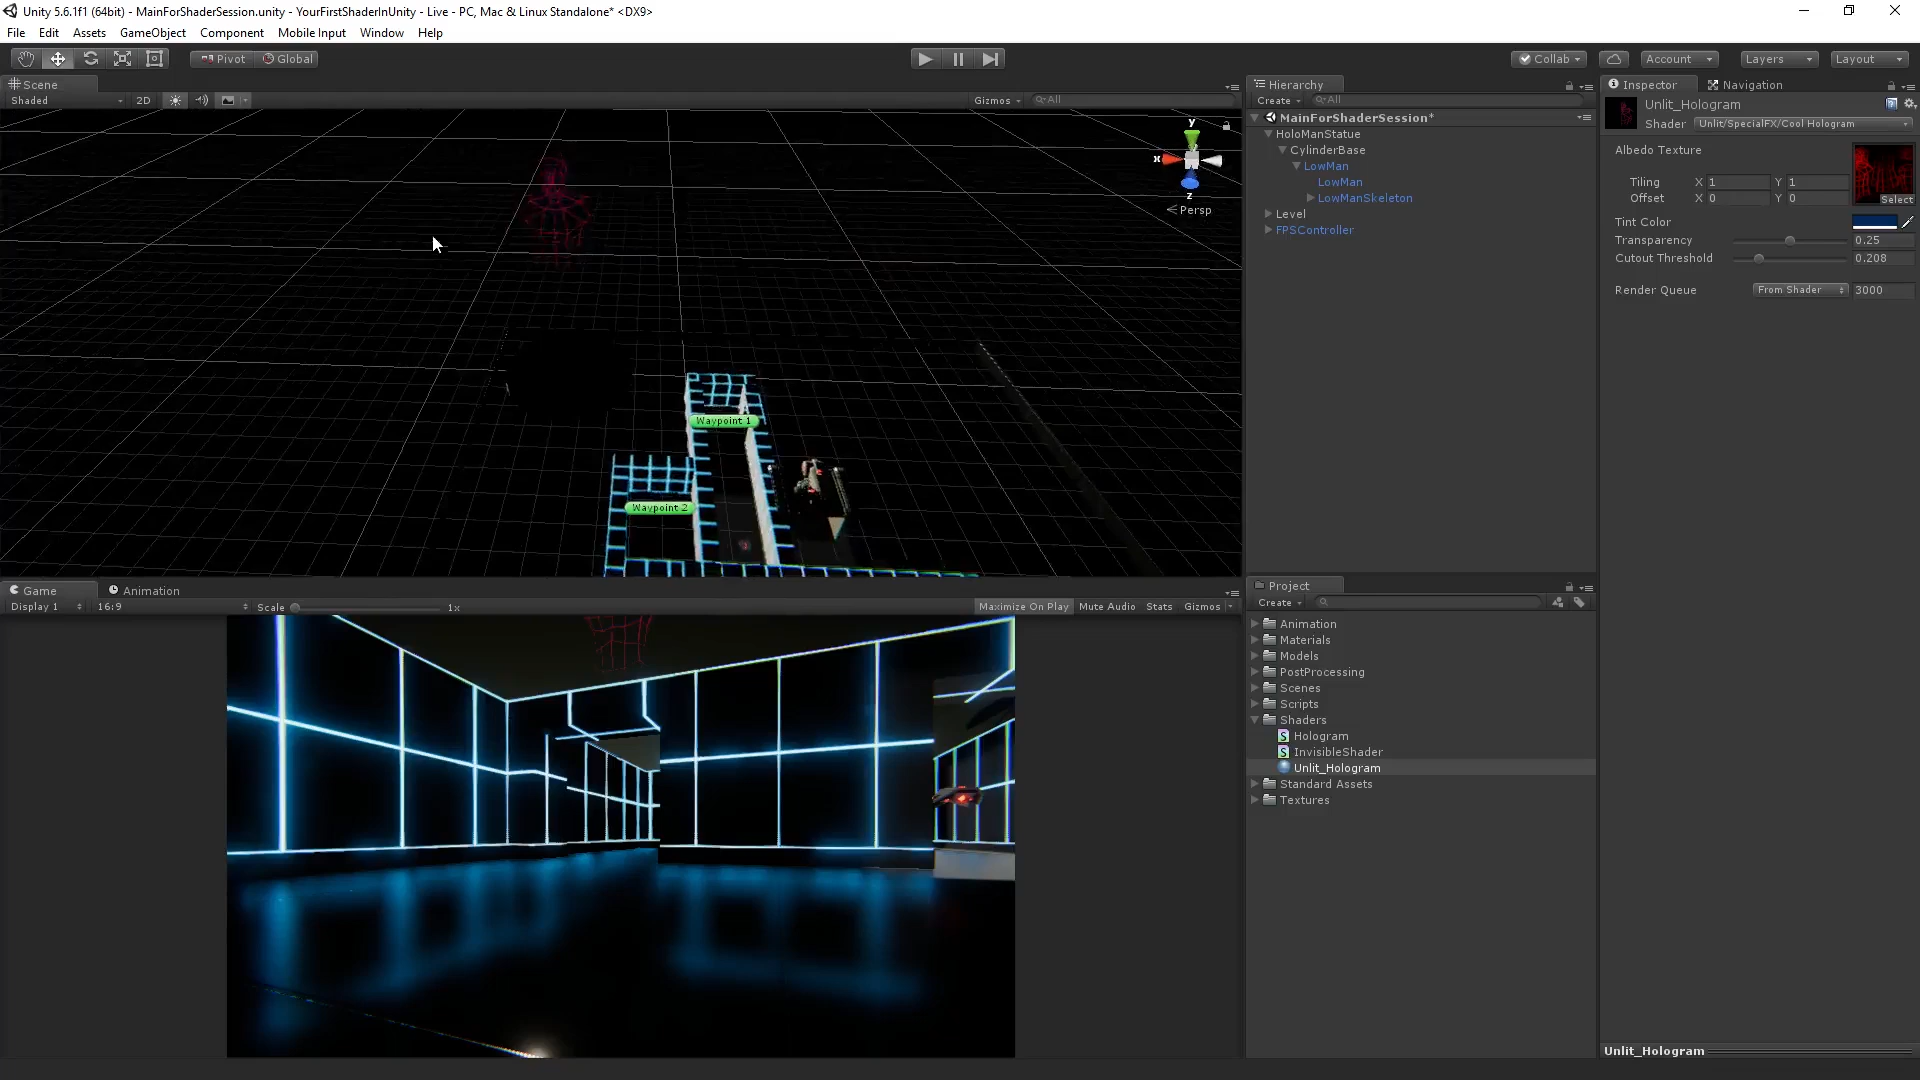 Unity 5.6.1f1 (64bit) - MainForShaderSession.unity - YourFirstShaderInUnity - Live - PC, Mac & Linux Standalone* <DX9>
File Edit Assets GameObject Component Mobile Input Window Help
Pivot Global Collab Account Layers Layout
Scene
Shaded 2D Gizmos All
y
x
z
Persp
Waypoint 1
Waypoint 2
Game Animation
Display 1 16:9 Scale 1x Maximize On Play Mute Audio Stats Gizmos
Hierarchy
Create All
MainForShaderSession*
HoloManStatue
CylinderBase
LowMan
LowMan
LowManSkeleton
Level
FPSController
Project
Create
Animation
Materials
Models
PostProcessing
Scenes
Scripts
Shaders
Hologram
InvisibleShader
Unlit_Hologram
Standard Assets
Textures
Inspector Navigation
Unlit_Hologram
Shader Unlit/SpecialFX/Cool Hologram
Albedo Texture
Tiling X 1 Y 1
Offset X 0 Y 0
Select
Tint Color
Transparency 0.25
Cutout Threshold 0.208
Render Queue From Shader 3000
Unlit_Hologram